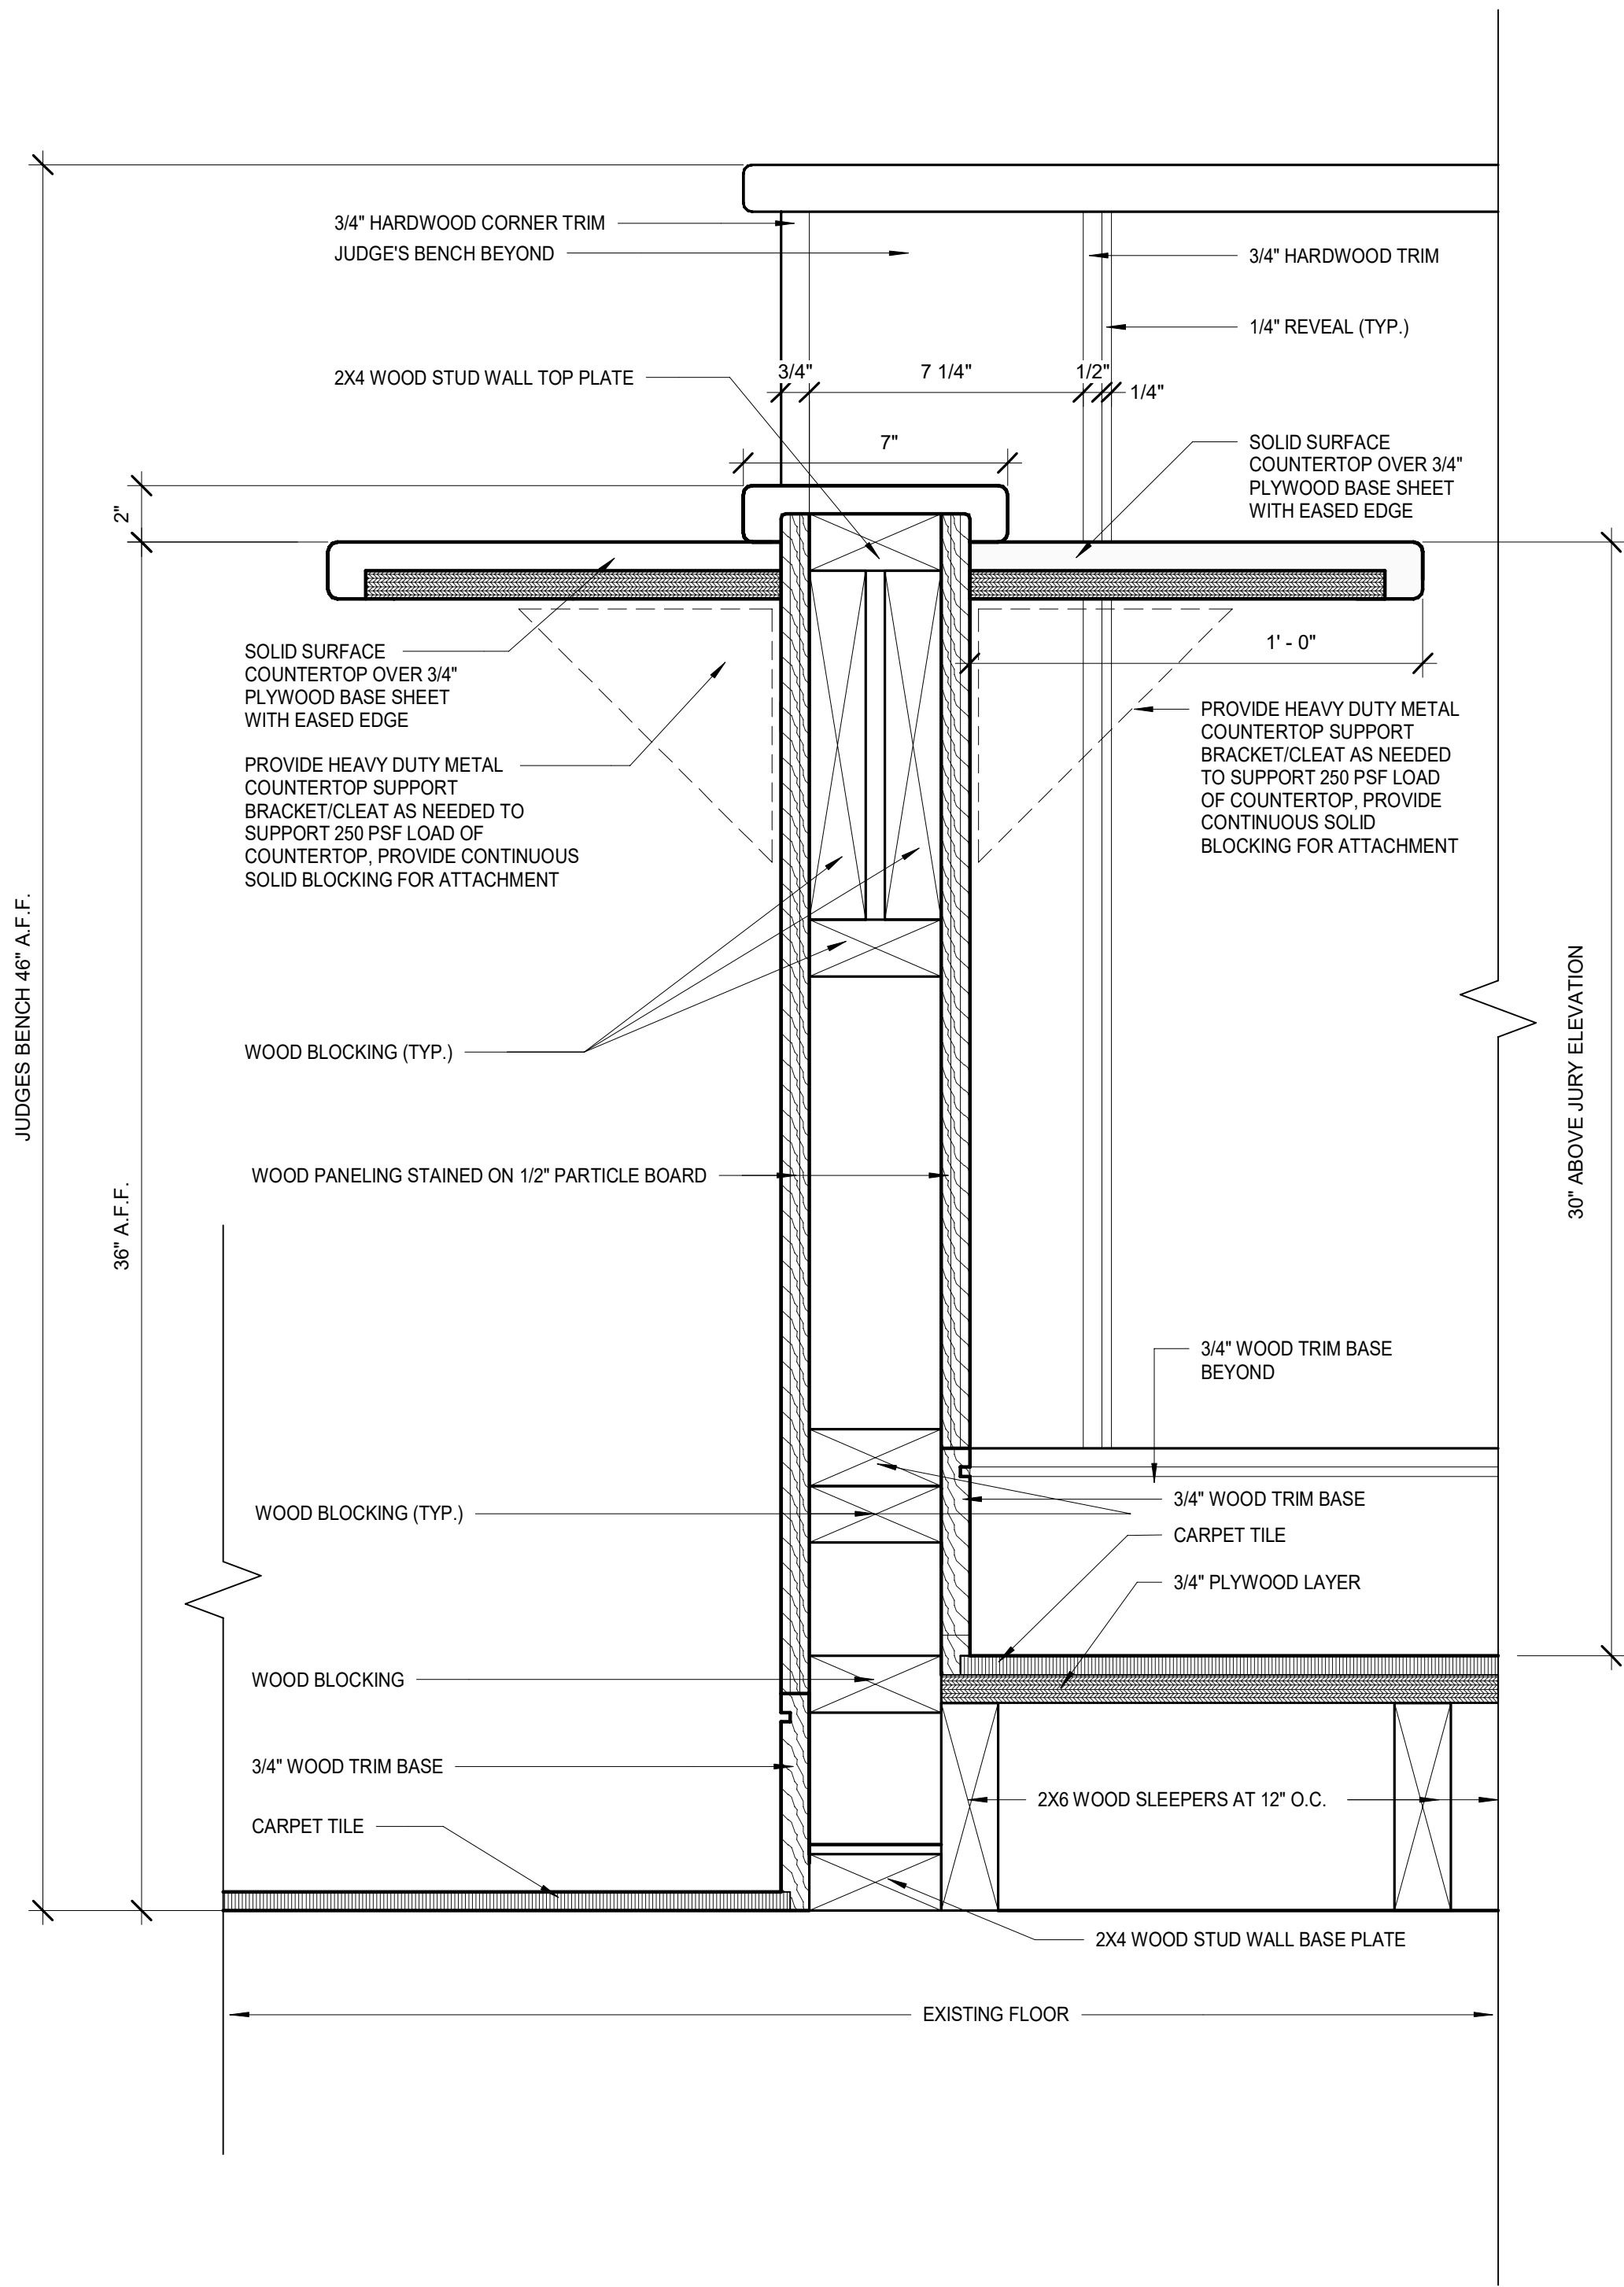 3/4" HARDWOOD CORNER TRIM
JUDGE'S BENCH BEYOND
3/4" HARDWOOD TRIM
1/4" REVEAL (TYP.)
2X4 WOOD STUD WALL TOP PLATE
3/4"
7 1/4"
1/2"
1/4"
7"
SOLID SURFACE
COUNTERTOP OVER 3/4"
PLYWOOD BASE SHEET
WITH EASED EDGE
2"
1' - 0"
SOLID SURFACE
COUNTERTOP OVER 3/4"
PLYWOOD BASE SHEET
WITH EASED EDGE
PROVIDE HEAVY DUTY METAL
COUNTERTOP SUPPORT
BRACKET/CLEAT AS NEEDED
TO SUPPORT 250 PSF LOAD
OF COUNTERTOP, PROVIDE
CONTINUOUS SOLID
BLOCKING FOR ATTACHMENT
PROVIDE HEAVY DUTY METAL
COUNTERTOP SUPPORT
BRACKET/CLEAT AS NEEDED TO
SUPPORT 250 PSF LOAD OF
COUNTERTOP, PROVIDE CONTINUOUS
SOLID BLOCKING FOR ATTACHMENT
JUDGES BENCH 46" A.F.F.
36" A.F.F.
30" ABOVE JURY ELEVATION
WOOD BLOCKING (TYP.)
WOOD PANELING STAINED ON 1/2" PARTICLE BOARD
3/4" WOOD TRIM BASE
BEYOND
WOOD BLOCKING (TYP.)
3/4" WOOD TRIM BASE
CARPET TILE
3/4" PLYWOOD LAYER
WOOD BLOCKING
3/4" WOOD TRIM BASE
2X6 WOOD SLEEPERS AT 12" O.C.
CARPET TILE
2X4 WOOD STUD WALL BASE PLATE
EXISTING FLOOR